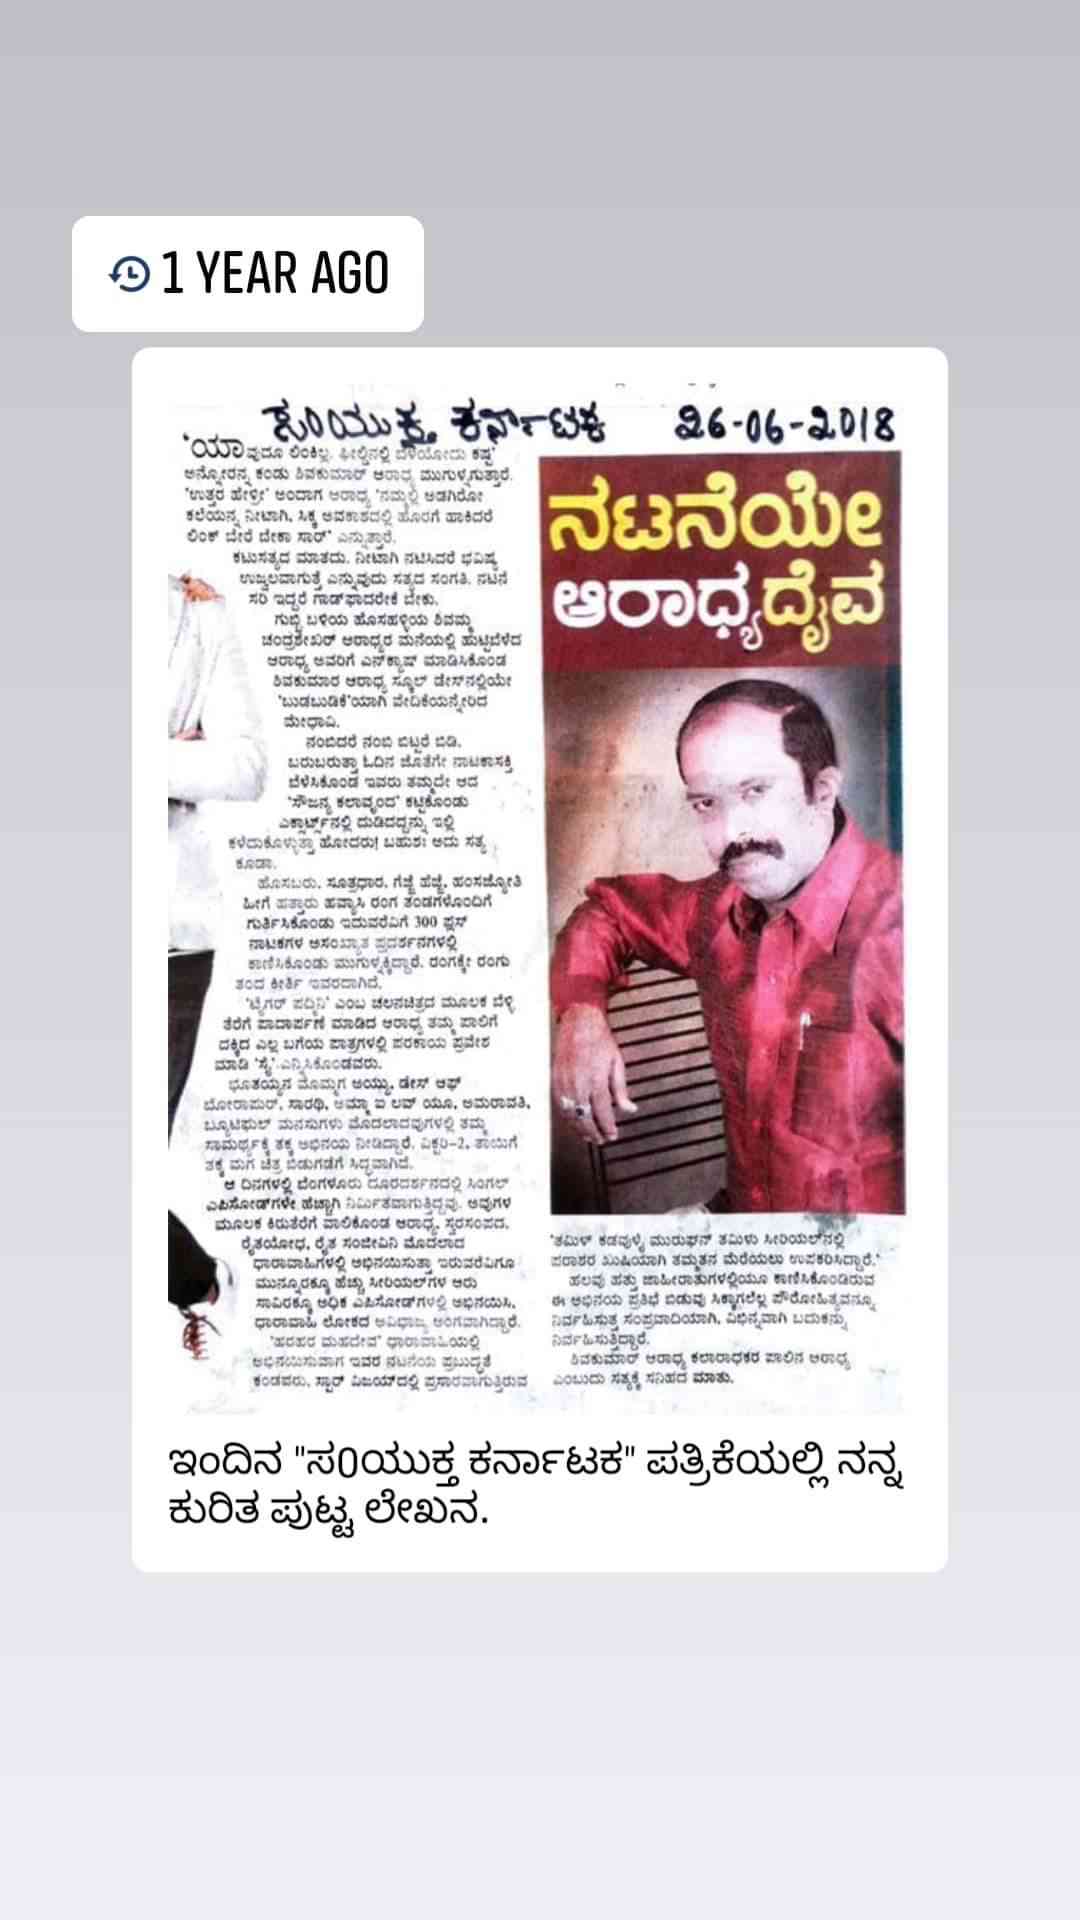 1 YEAR AGO
ಸಂಯುಕ್ತ ಕರ್ನಾಟಕ 26-06-2018
ನಟನೆಯೇ
ಆರಾಧ್ಯದೈವ
'ಯಾವುದೂ ಲಿಂಕಿಲ್ಲ. ಫೀಲ್ಡಿನಲ್ಲಿ ಬೆಳೆಯೋದು ಕಷ್ಟ'
ಅನ್ನೋರನ್ನ ಕಂಡು ಶಿವಕುಮಾರ್ ಆರಾಧ್ಯ ಮುಗುಳ್ನಗುತ್ತಾರೆ.
'ಉತ್ತರ ಹೇಳ್ರೀ' ಅಂದಾಗ ಆರಾಧ್ಯ 'ನಮ್ಮಲ್ಲಿ ಅಡಗಿರೋ
ಕಲೆಯನ್ನ ನೀಟಾಗಿ, ಸಿಕ್ಕ ಅವಕಾಶದಲ್ಲಿ ಹೊರಗೆ ಹಾಕಿದರೆ
ಲಿಂಕ್ ಬೇರೆ ಬೇಕಾ ಸಾರ್' ಎನ್ನುತ್ತಾರೆ.
ಕಟುಸತ್ಯದ ಮಾತದು. ನೀಟಾಗಿ ನಟಿಸಿದರೆ ಭವಿಷ್ಯ
ಉಜ್ವಲವಾಗುತ್ತೆ ಎನ್ನುವುದು ಸತ್ಯದ ಸಂಗತಿ. ನಟನೆ
ಸರಿ ಇದ್ದರೆ ಗಾಡ್‌ಫಾದರೇಕೆ ಬೇಕು.
ಗುಬ್ಬಿ ಬಳಿಯ ಹೊಸಹಳ್ಳಿಯ ಶಿವಮ್ಮ
ಚಂದ್ರಶೇಖರ್ ಆರಾಧ್ಯರ ಮನೆಯಲ್ಲಿ ಹುಟ್ಟಿಬೆಳೆದ
ಆರಾಧ್ಯ ಅವರಿಗೆ ಎನ್‌ಕ್ಯಾಷ್ ಮಾಡಿಸಿಕೊಂಡ
ಶಿವಕುಮಾರ ಆರಾಧ್ಯ ಸ್ಕೂಲ್ ಡೇಸ್‌ನಲ್ಲಿಯೇ
'ಬುಡಬುಡಿಕೆ'ಯಾಗಿ ವೇದಿಕೆಯನ್ನೇರಿದ
ಮೇಧಾವಿ.
ನಂಬಿದರೆ ನಂಬಿ ಬಿಟ್ಟರೆ ಬಿಡಿ.
ಬರುಬರುತ್ತಾ ಓದಿನ ಜೊತೆಗೇ ನಾಟಕಾಸಕ್ತಿ
ಬೆಳೆಸಿಕೊಂಡ ಇವರು ತಮ್ಮದೇ ಆದ
'ಸೌಜನ್ಯ ಕಲಾವೃಂದ' ಕಟ್ಟಿಕೊಂಡು
ದುಡಿದದ್ದನ್ನು ಇಲ್ಲಿ
ಕಳೆದುಕೊಳ್ಳುತ್ತಾ ಹೋದರು! ಬಹುಶಃ ಅದು ಸತ್ಯ
ಕೂಡಾ.
ಹೊಸಬರು, ಸೂತ್ರಧಾರ, ಗೆಜ್ಜೆ ಹೆಜ್ಜೆ, ಹಂಸಜ್ಯೋತಿ
ಹೀಗೆ ಹತ್ತಾರು ಹವ್ಯಾಸಿ ರಂಗ ತಂಡಗಳೊಂದಿಗೆ
ಗುರ್ತಿಸಿಕೊಂಡು ಇದುವರೆವಿಗೆ 300 ಪ್ಲಸ್
ನಾಟಕಗಳ ಅಸಂಖ್ಯಾತ ಪ್ರದರ್ಶನಗಳಲ್ಲಿ
ಕಾಣಿಸಿಕೊಂಡು ಮುಗುಳ್ನಕ್ಕಿದ್ದಾರೆ. ರಂಗಕ್ಕೇ ರಂಗು
ತಂದ ಕೀರ್ತಿ ಇವರದಾಗಿದೆ.
'ಟೈಗರ್ ಪದ್ಮಿನಿ' ಎಂಬ ಚಲನಚಿತ್ರದ ಮೂಲಕ ಬೆಳ್ಳಿ
ತೆರೆಗೆ ಪಾದಾರ್ಪಣೆ ಮಾಡಿದ ಆರಾಧ್ಯ ತಮ್ಮ ಪಾಲಿಗೆ
ದಕ್ಕಿದ ಎಲ್ಲ ಬಗೆಯ ಪಾತ್ರಗಳಲ್ಲಿ ಪರಕಾಯ ಪ್ರವೇಶ
ಮಾಡಿ 'ಸೈ' ಎನ್ನಿಸಿಕೊಂಡವರು.
ಭೂತಯ್ಯನ ಮೊಮ್ಮಗ ಅಯ್ಯು, ಡೇಸ್ ಆಫ್
ಬೋರಾಪುರ್, ಸಾರಥಿ, ಅಮ್ಮಾ ಐ ಲವ್ ಯೂ, ಅಮರಾವತಿ,
ಬ್ಯೂಟಿಫುಲ್ ಮನಸುಗಳು ಮೊದಲಾದವುಗಳಲ್ಲಿ ತಮ್ಮ
ಸಾಮರ್ಥ್ಯಕ್ಕೆ ತಕ್ಕ ಅಭಿನಯ ನೀಡಿದ್ದಾರೆ. ವಿಕ್ಟರಿ-2, ತಾಯಿಗೆ
ತಕ್ಕ ಮಗ ಚಿತ್ರ ಬಿಡುಗಡೆಗೆ ಸಿದ್ಧವಾಗಿದೆ.
ಆ ದಿನಗಳಲ್ಲಿ ಬೆಂಗಳೂರು ದೂರದರ್ಶನದಲ್ಲಿ ಸಿಂಗಲ್
ಎಪಿಸೋಡ್‌ಗಳೇ ಹೆಚ್ಚಾಗಿ ನಿರ್ಮಿತವಾಗುತ್ತಿದ್ದವು. ಅವುಗಳ
ಮೂಲಕ ಕಿರುತೆರೆಗೆ ವಾಲಿಕೊಂಡ ಆರಾಧ್ಯ, ಸ್ವರಸಂಪದ,
ರೈತಯೋಧ, ರೈತ ಸಂಜೀವಿನಿ ಮೊದಲಾದ
ಧಾರಾವಾಹಿಗಳಲ್ಲಿ ಅಭಿನಯಿಸುತ್ತಾ ಇರುವರೆವಿಗೂ
ಮುನ್ನೂರಕ್ಕೂ ಹೆಚ್ಚು ಸೀರಿಯಲ್‌ಗಳ ಆರು
ಸಾವಿರಕ್ಕೂ ಅಧಿಕ ಎಪಿಸೋಡ್‌ಗಳಲ್ಲಿ ಅಭಿನಯಿಸಿ,
ಧಾರಾವಾಹಿ ಲೋಕದ ಅವಿಭಾಜ್ಯ ಅಂಗವಾಗಿದ್ದಾರೆ.
'ಹರಹರ ಮಹದೇವ' ಧಾರಾವಾಹಿಯಲ್ಲಿ
ಅಭಿನಯಿಸುವಾಗ ಇವರ ನಟನೆಯ ಪ್ರಬುದ್ಧತೆ
ಕಂಡವರು, ಸ್ಟಾರ್ ವಿಜಯ್‌ದಲ್ಲಿ ಪ್ರಸಾರವಾಗುತ್ತಿರುವ
'ತಮಿಳ್ ಕಡವುಳೈ ಮುರುಘನ್ ತಮಿಳು ಸೀರಿಯಲ್‌ನಲ್ಲಿ
ಪರಾಶರ ಋಷಿಯಾಗಿ ತಮ್ಮತನ ಮೆರೆಯಲು ಉಪಕರಿಸಿದ್ದಾರೆ.'
ಹಲವು ಹತ್ತು ಜಾಹೀರಾತುಗಳಲ್ಲಿಯೂ ಕಾಣಿಸಿಕೊಂಡಿರುವ
ಈ ಅಭಿನಯ ಪ್ರತಿಭೆ ಬಿಡುವು ಸಿಕ್ಕಾಗಲೆಲ್ಲ ಪೌರೋಹಿತ್ಯವನ್ನೂ
ನಿರ್ವಹಿಸುತ್ತ ಸಂಪ್ರದಾಯಿಯಾಗಿ, ವಿಭಿನ್ನವಾಗಿ ಬದುಕನ್ನು
ನಿರ್ವಹಿಸುತ್ತಿದ್ದಾರೆ.
ಶಿವಕುಮಾರ್ ಆರಾಧ್ಯ ಕಲಾರಾಧಕರ ಪಾಲಿನ ಆರಾಧ್ಯ
ಎಂಬುದು ಸತ್ಯಕ್ಕೆ ಸನಿಹದ ಮಾತು.
ಇಂದಿನ "ಸ0ಯುಕ್ತ ಕರ್ನಾಟಕ" ಪತ್ರಿಕೆಯಲ್ಲಿ ನನ್ನ
ಕುರಿತ ಪುಟ್ಟ ಲೇಖನ.